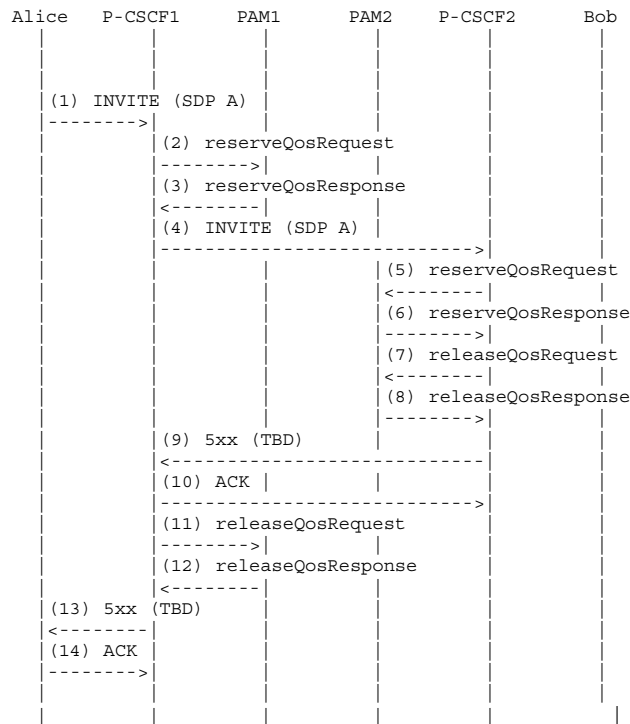 Alice P-CSCF1 PAM1 PAM2 P-CSCF2 Bob
(1) INVITE (SDP A)
(2) reserveQosRequest
(3) reserveQosResponse
(4) INVITE (SDP A)
(5) reserveQosRequest
(6) reserveQosResponse
(7) releaseQosRequest
(8) releaseQosResponse
(9) 5xx (TBD)
(10) ACK
(11) releaseQosRequest
(12) releaseQosResponse
(13) 5xx (TBD)
(14) ACK